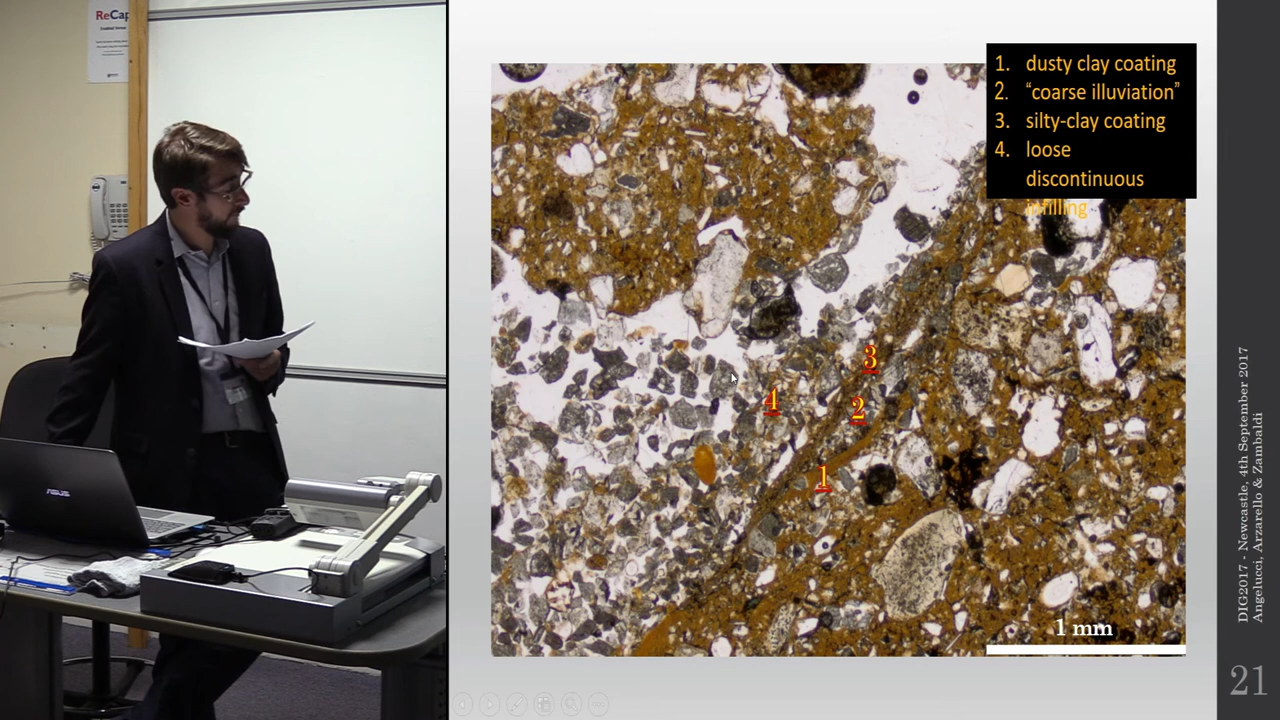 ReCap
1. dusty clay coating
2. “coarse illuviation”
3. silty-clay coating
4. loose
discontinuous
infilling
3
4
2
1
1 mm
DIG2017 - Newcastle, 4th September 2017
Angelucci, Arzarello & Zambaldi
21
ASUS